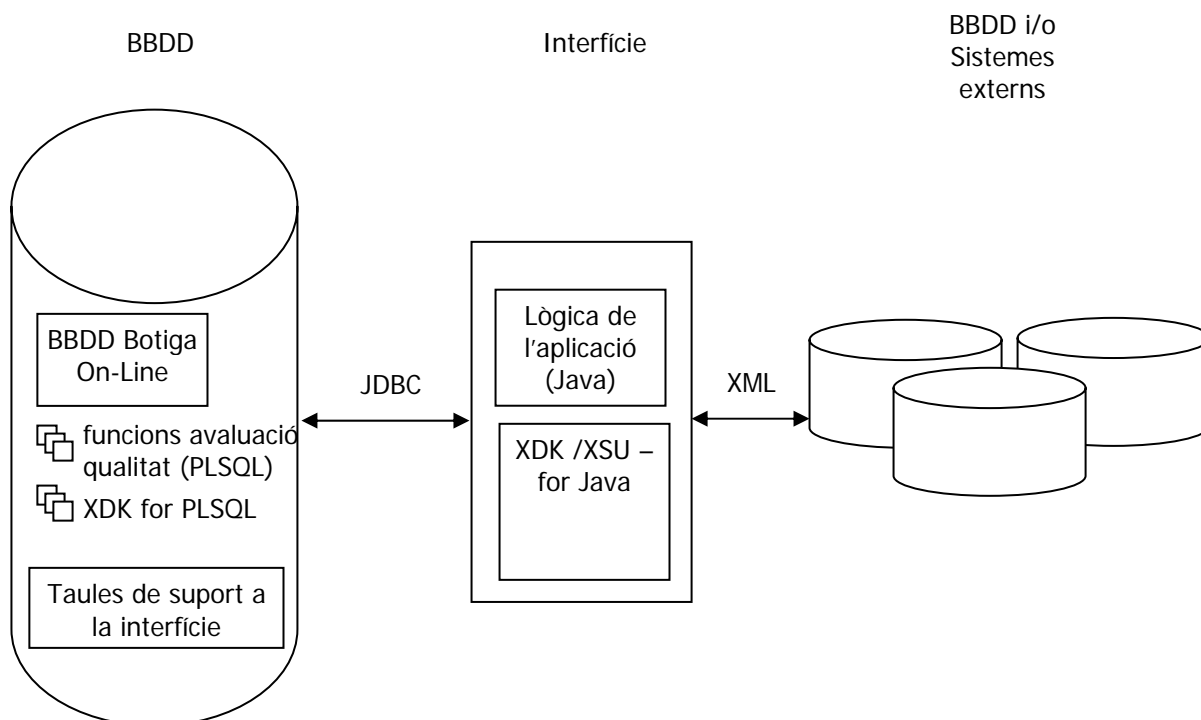 BBDD
Interfície
BBDD i/o
Sistemes
externs
BBDD Botiga
On-Line
funcions avaluació
qualitat (PLSQL)
XDK for PLSQL
Taules de suport a
la interfície
JDBC
Lògica de
l'aplicació
(Java)
XDK /XSU –
for Java
XML